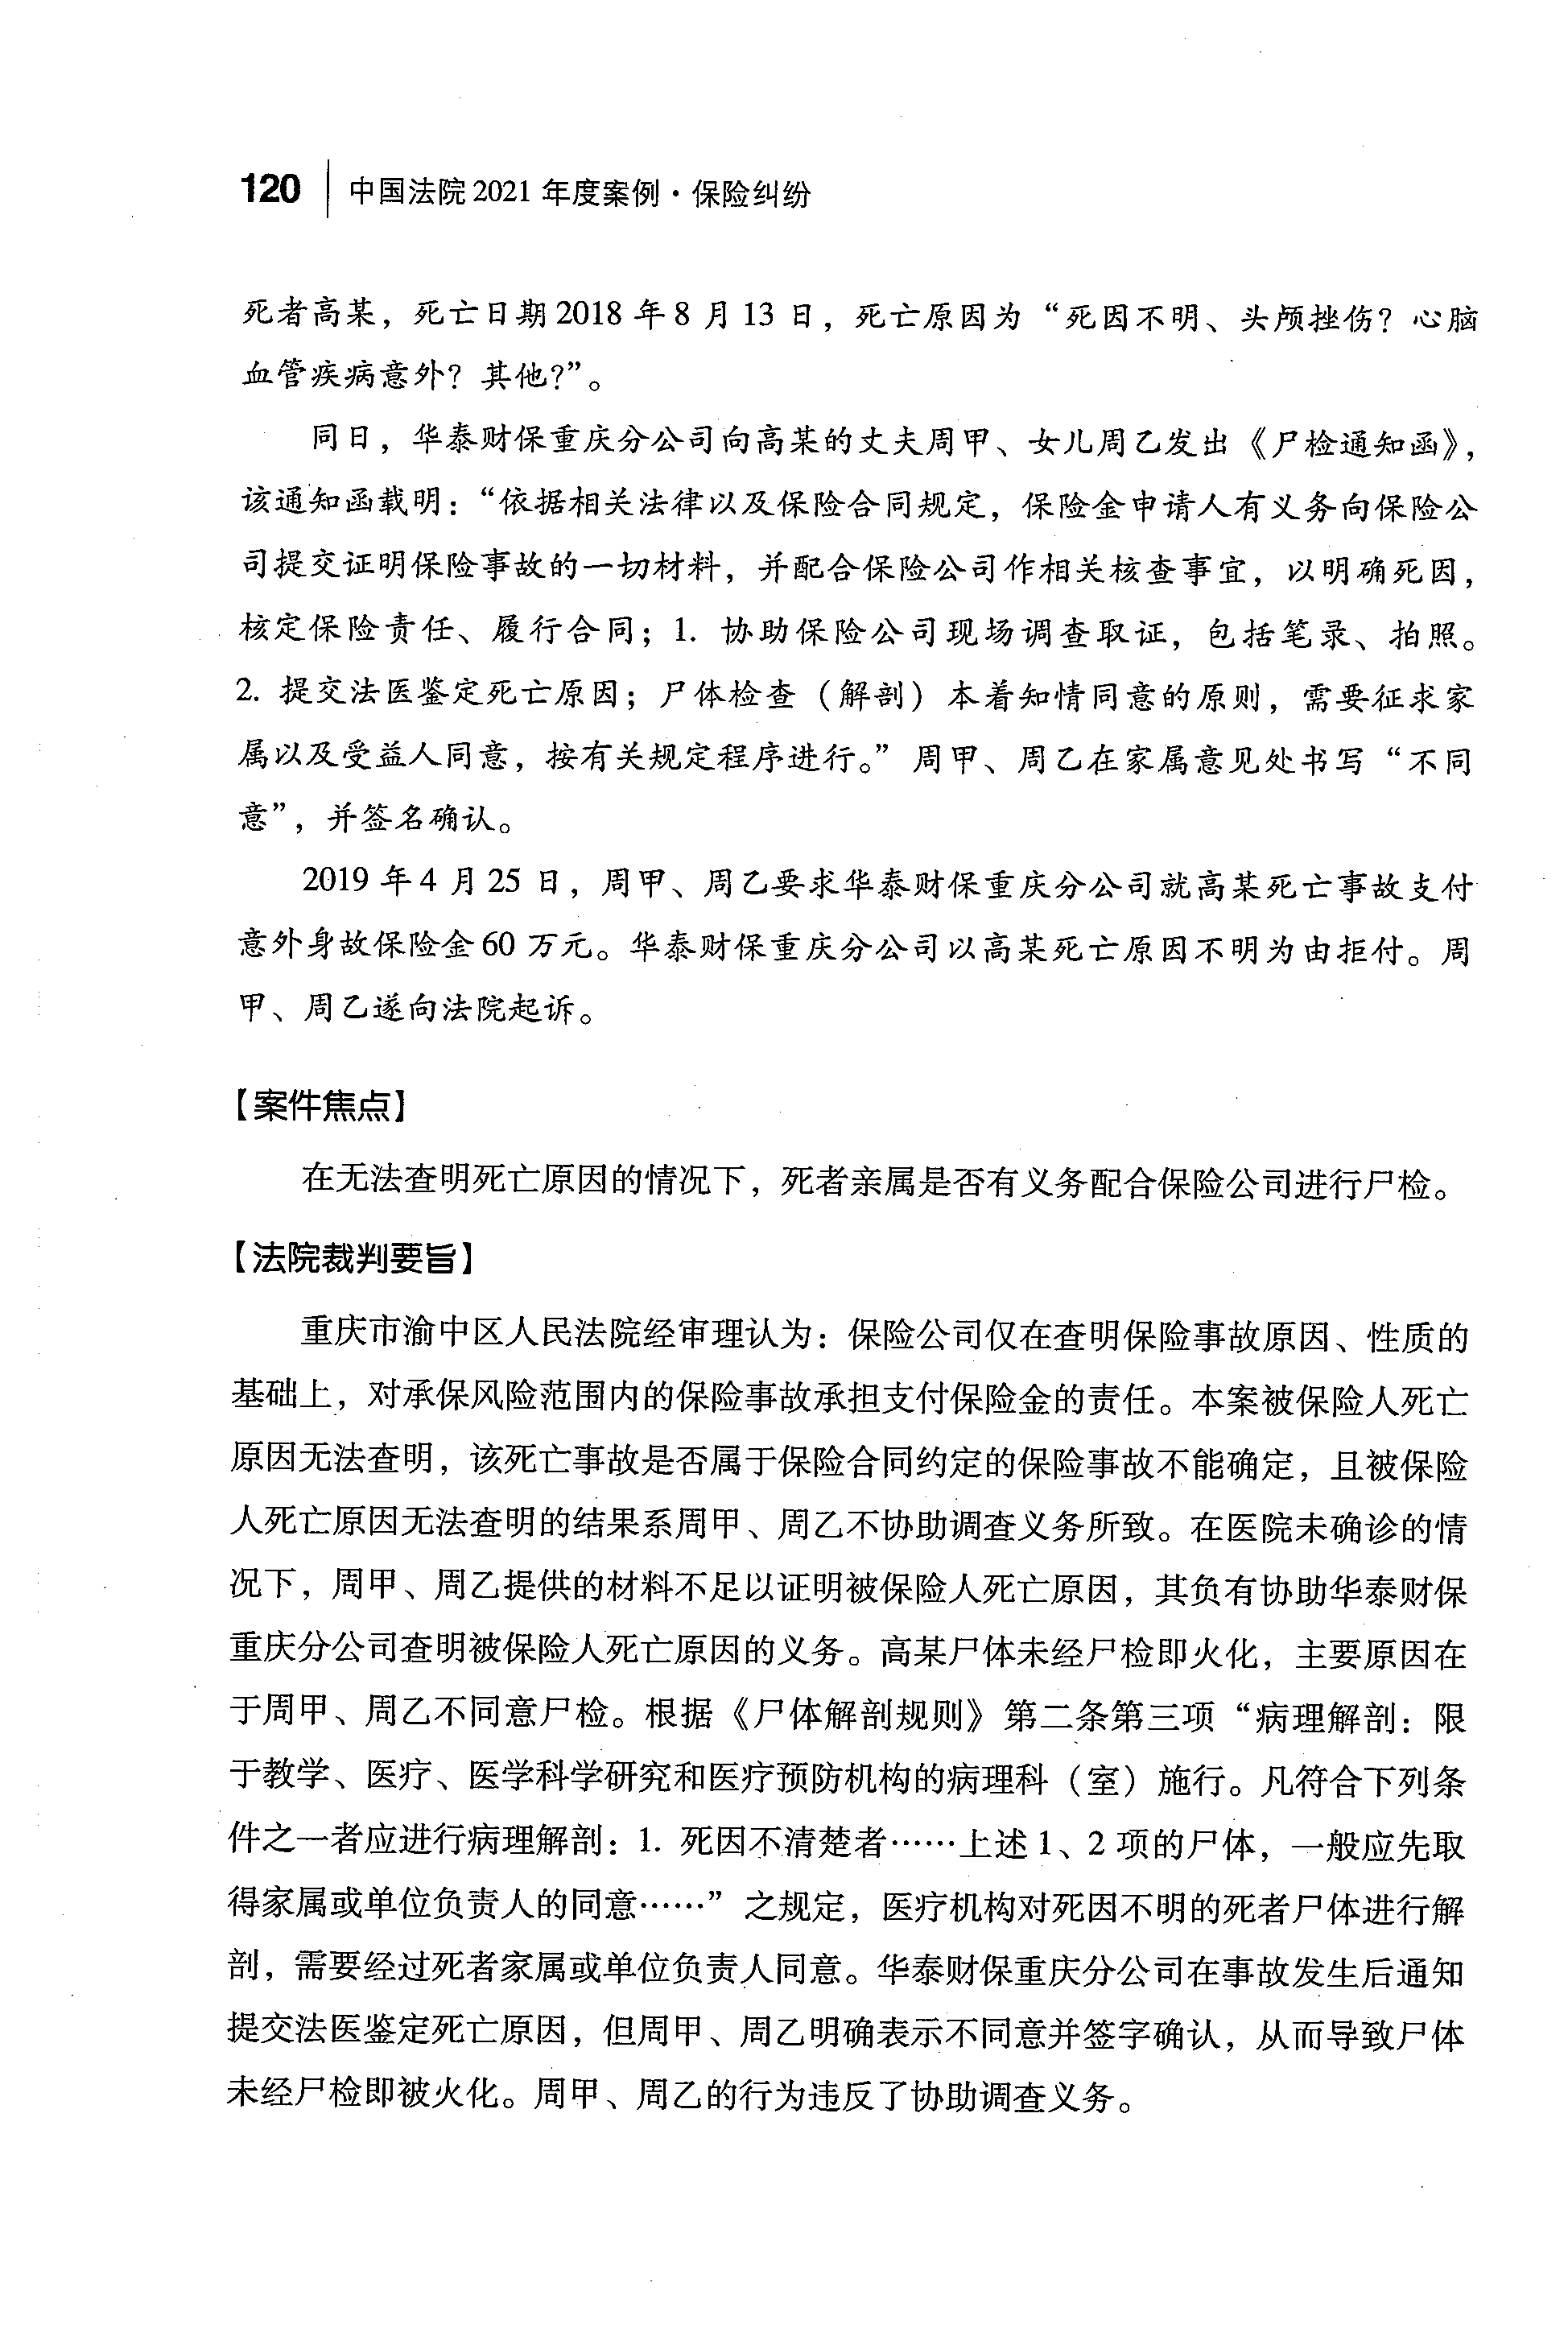 120 中国法院2021年度案例·保险纠纷
死者高某，死亡日期2018年8月13日，死亡原因为“死因不明、头颅挫伤？心脑
血管疾病意外？其他？”。
同日，华泰财保重庆分公司向高某的丈夫周甲、女儿周乙发出《尸检通知函》，
该通知函载明：“依据相关法律以及保险合同规定，保险金申请人有义务向保险公
司提交证明保险事故的一切材料，并配合保险公司作相关核查事宜，以明确死因，
核定保险责任、履行合同；1. 协助保险公司现场调查取证，包括笔录、拍照。
2. 提交法医鉴定死亡原因；尸体检查（解剖）本着知情同意的原则，需要征求家
属以及受益人同意，按有关规定程序进行。”周甲、周乙在家属意见处书写“不同
意”，并签名确认。
2019年4月25日，周甲、周乙要求华泰财保重庆分公司就高某死亡事故支付
意外身故保险金60万元。华泰财保重庆分公司以高某死亡原因不明为由拒付。周
甲、周乙遂向法院起诉。
【案件焦点】
在无法查明死亡原因的情况下，死者亲属是否有义务配合保险公司进行尸检。
【法院裁判要旨】
重庆市渝中区人民法院经审理认为：保险公司仅在查明保险事故原因、性质的
基础上，对承保风险范围内的保险事故承担支付保险金的责任。本案被保险人死亡
原因无法查明，该死亡事故是否属于保险合同约定的保险事故不能确定，且被保险
人死亡原因无法查明的结果系周甲、周乙不协助调查义务所致。在医院未确诊的情
况下，周甲、周乙提供的材料不足以证明被保险人死亡原因，其负有协助华泰财保
重庆分公司查明被保险人死亡原因的义务。高某尸体未经尸检即火化，主要原因在
于周甲、周乙不同意尸检。根据《尸体解剖规则》第二条第三项“病理解剖：限
于教学、医疗、医学科学研究和医疗预防机构的病理科（室）施行。凡符合下列条
件之一者应进行病理解剖：1. 死因不清楚者……上述1、2项的尸体，一般应先取
得家属或单位负责人的同意……”之规定，医疗机构对死因不明的死者尸体进行解
剖，需要经过死者家属或单位负责人同意。华泰财保重庆分公司在事故发生后通知
提交法医鉴定死亡原因，但周甲、周乙明确表示不同意并签字确认，从而导致尸体
未经尸检即被火化。周甲、周乙的行为违反了协助调查义务。